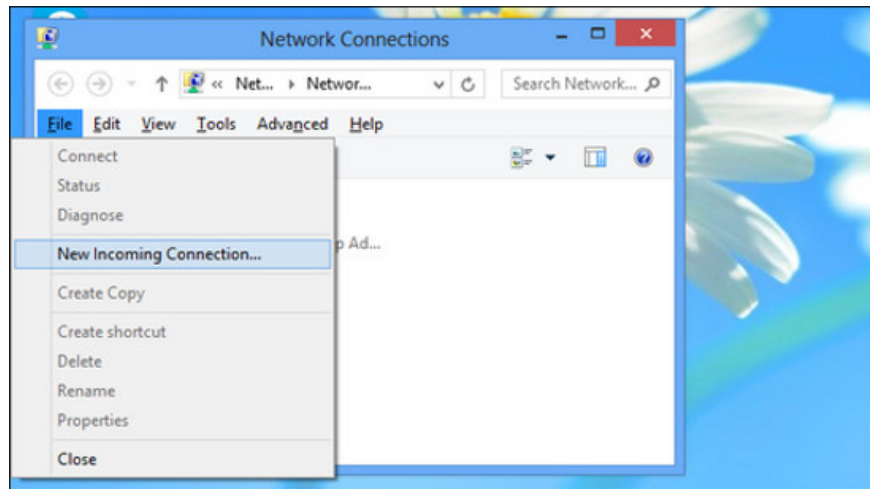 Network Connections
« Net... Networ... Search Network...
File Edit View Tools Advanced Help
Connect
Status
Diagnose
p Ad...
New Incoming Connection...
Create Copy
Create shortcut
Delete
Rename
Properties
Close